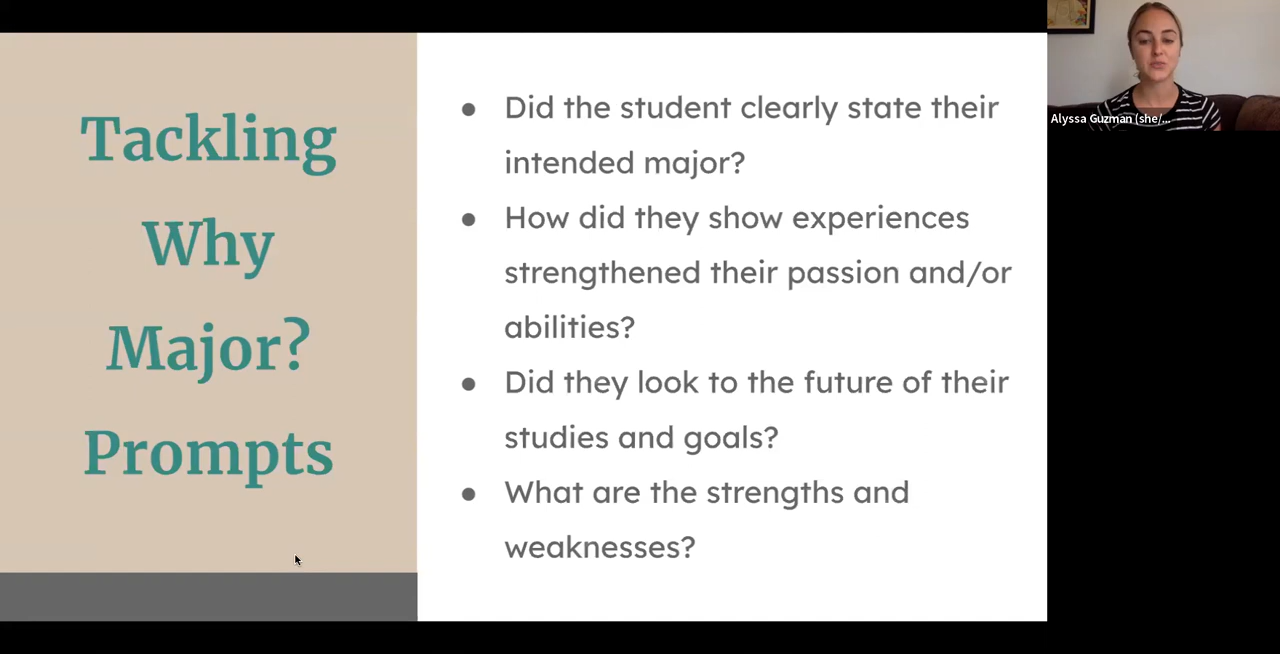 Tackling
Why
Major?
Prompts
● Did the student clearly state their
intended major?
● How did they show experiences
strengthened their passion and/or
abilities?
● Did they look to the future of their
studies and goals?
● What are the strengths and
weaknesses?
Alyssa Guzman (she/...